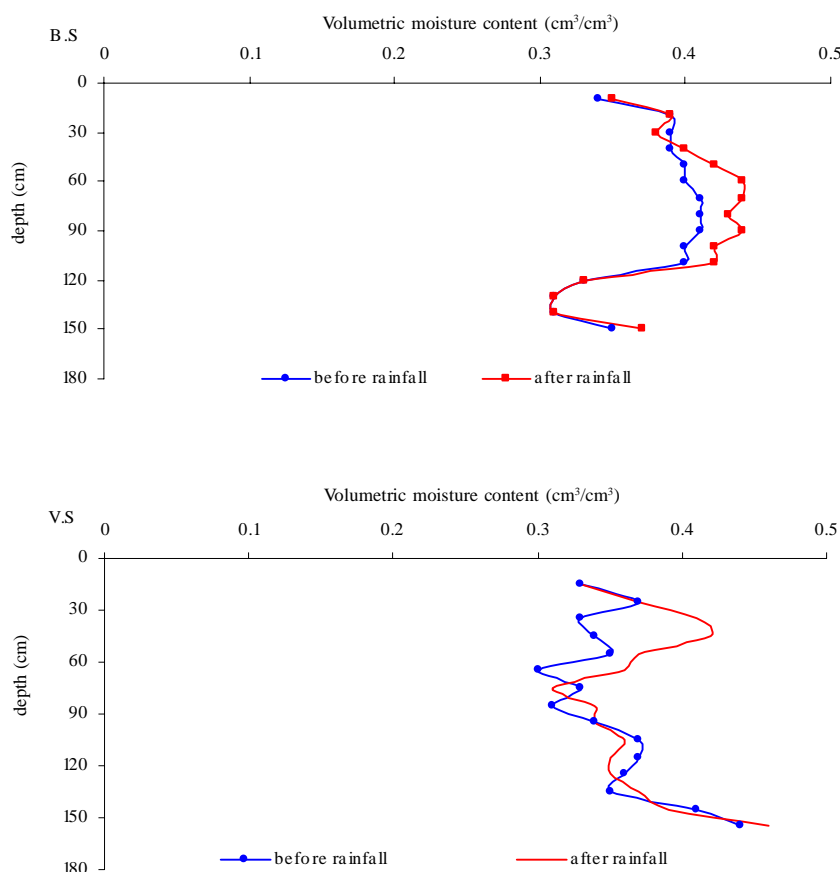 Volumetric moisture content (cm³/cm³)
B.S
0 0.1 0.2 0.3 0.4 0.5
0
30
60
90
120
150
180
depth (cm)
before rainfall after rainfall
Volumetric moisture content (cm³/cm³)
V.S
0 0.1 0.2 0.3 0.4 0.5
0
30
60
90
120
150
180
depth (cm)
before rainfall after rainfall